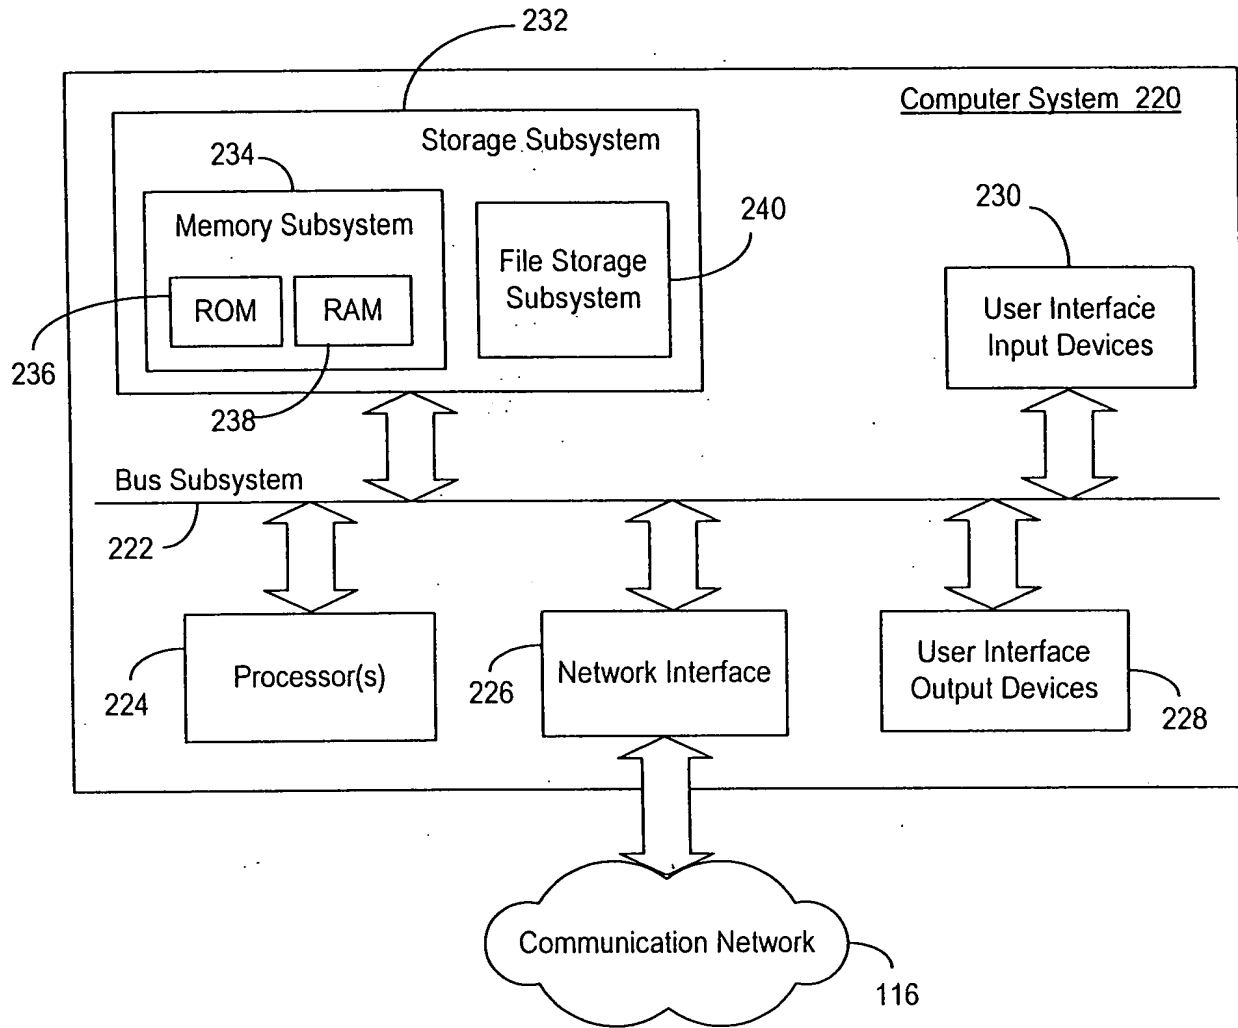 232
Computer System 220
Storage Subsystem
234
Memory Subsystem
240
230
File Storage
Subsystem
ROM
RAM
User Interface
Input Devices
236
238
Bus Subsystem
222
Processor(s)
224
Network Interface
226
User Interface
Output Devices
228
Communication Network
116